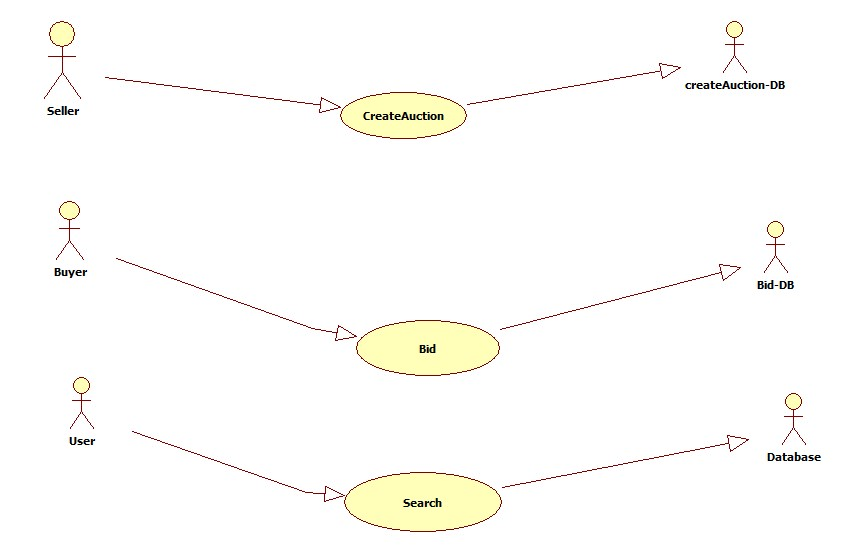 Seller
CreateAuction
createAuction-DB
Buyer
Bid
Bid-DB
User
Search
Database